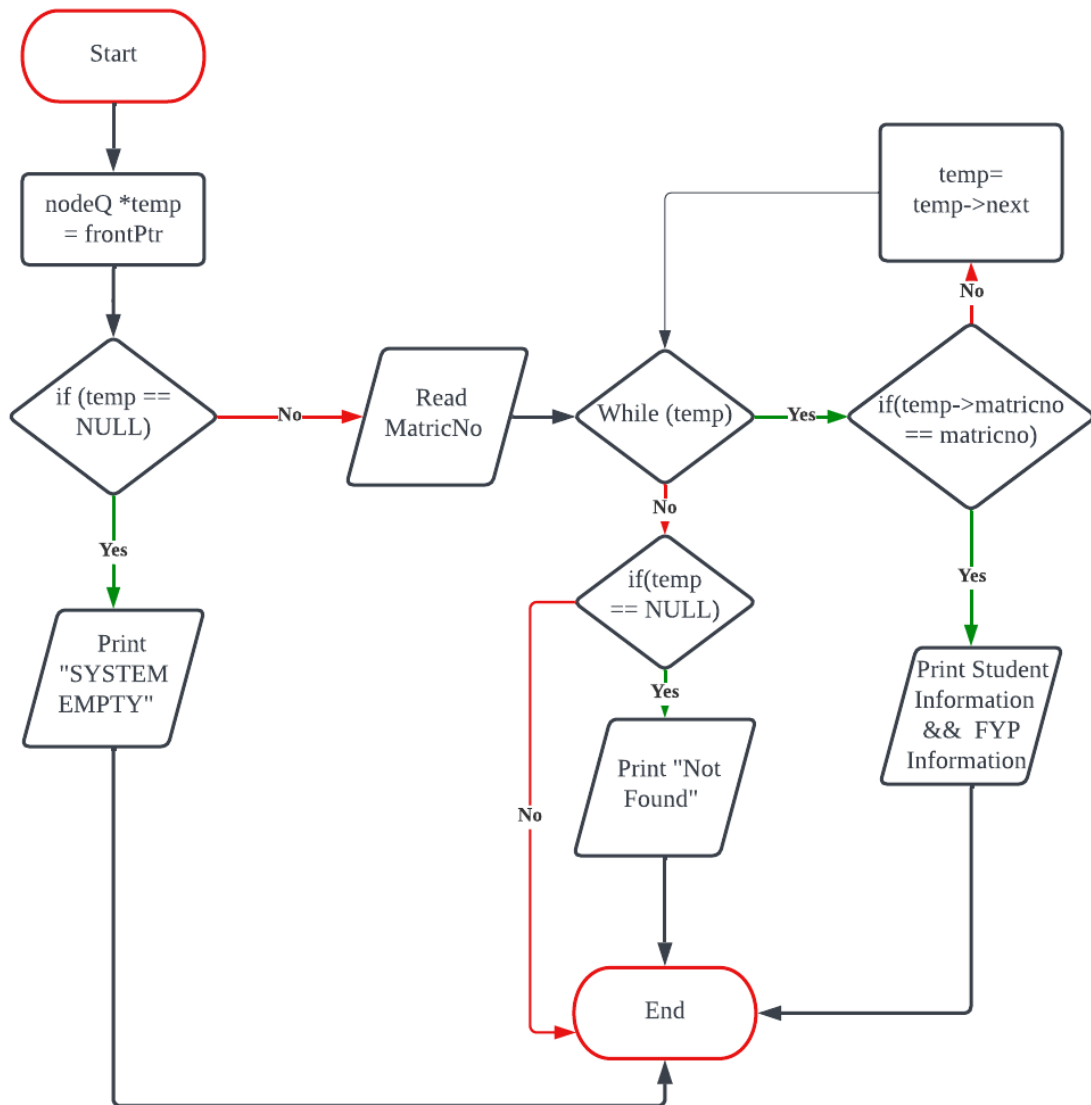 Start
nodeQ *temp
= frontPtr
if (temp ==
NULL)
No
Yes
Print
"SYSTEM
EMPTY"
Read
MatricNo
While (temp)
Yes
No
if(temp->matricno
== matricno)
No
temp=
temp->next
Yes
Print Student
Information
&& FYP
Information
if(temp
== NULL)
Yes
No
Print "Not
Found"
End